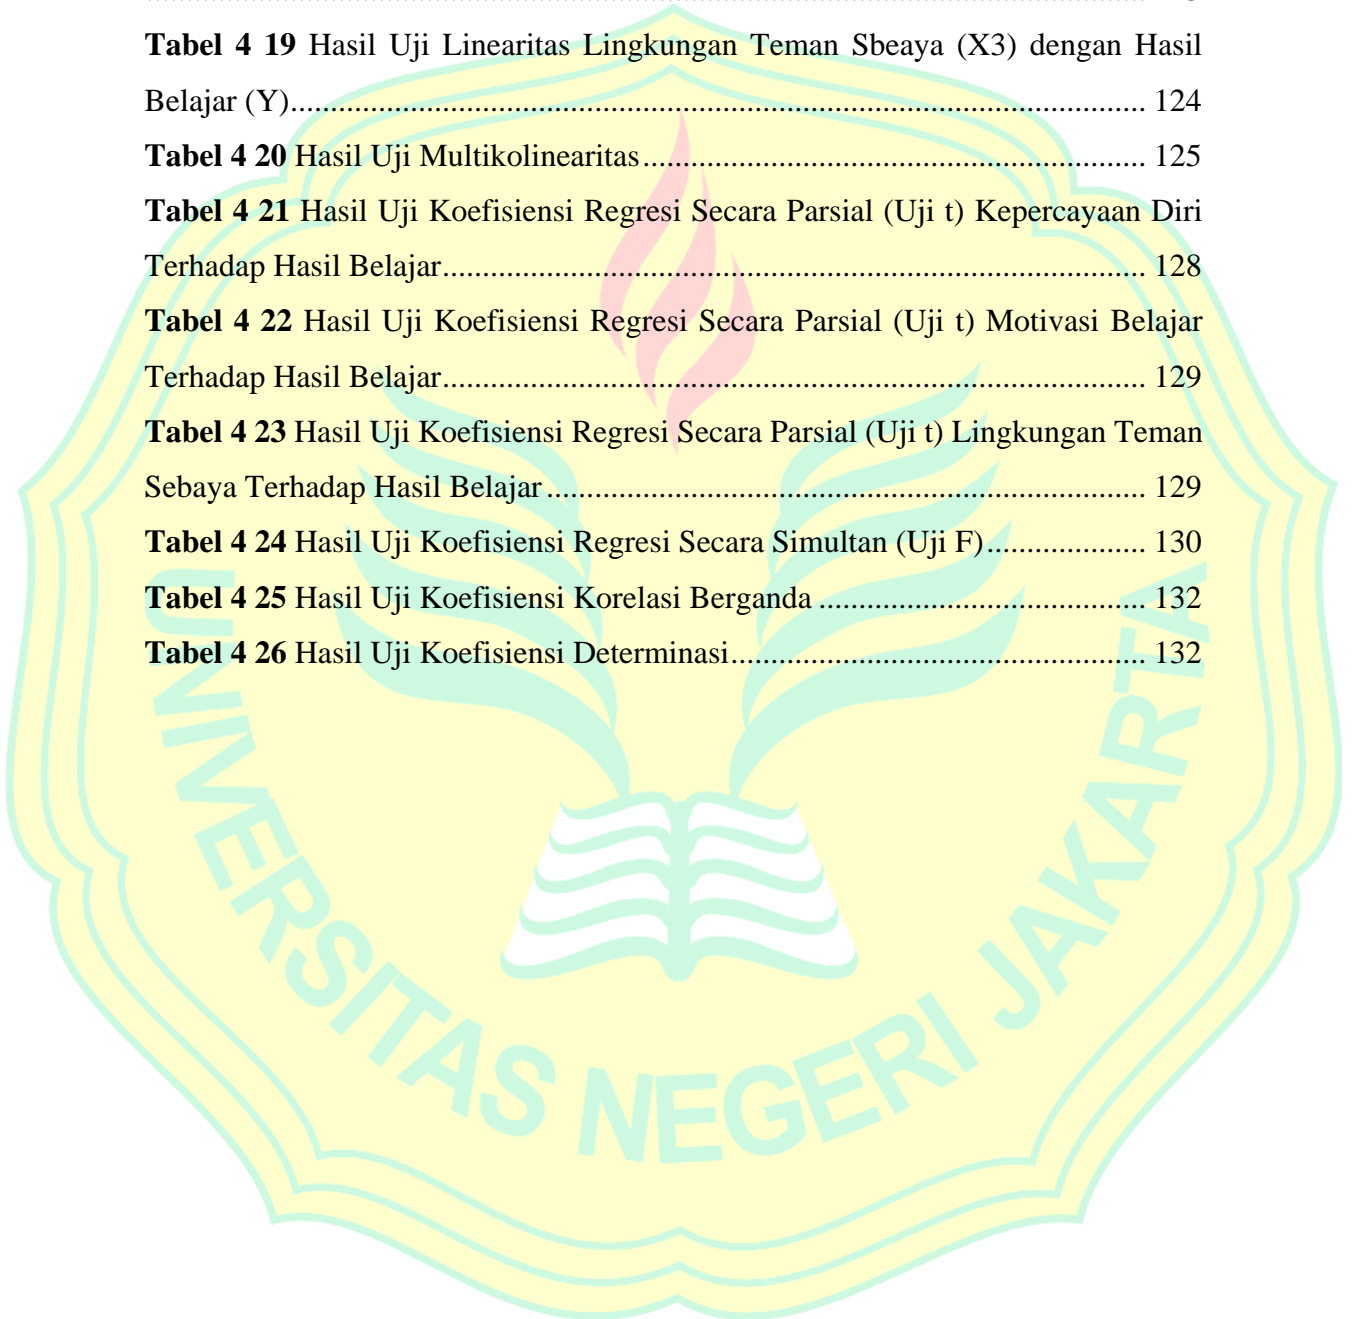 Tabel 4 19 Hasil Uji Linearitas Lingkungan Teman Sbeaya (X3) dengan Hasil
Belajar (Y)........................................................................................................... 124
Tabel 4 20 Hasil Uji Multikolinearitas............................................................... 125
Tabel 4 21 Hasil Uji Koefisiensi Regresi Secara Parsial (Uji t) Kepercayaan Diri
Terhadap Hasil Belajar........................................................................................ 128
Tabel 4 22 Hasil Uji Koefisiensi Regresi Secara Parsial (Uji t) Motivasi Belajar
Terhadap Hasil Belajar........................................................................................ 129
Tabel 4 23 Hasil Uji Koefisiensi Regresi Secara Parsial (Uji t) Lingkungan Teman
Sebaya Terhadap Hasil Belajar........................................................................... 129
Tabel 4 24 Hasil Uji Koefisiensi Regresi Secara Simultan (Uji F).................... 130
Tabel 4 25 Hasil Uji Koefisiensi Korelasi Berganda ......................................... 132
Tabel 4 26 Hasil Uji Koefisiensi Determinasi.................................................... 132
UNIVERSITAS NEGERI JAKARTA